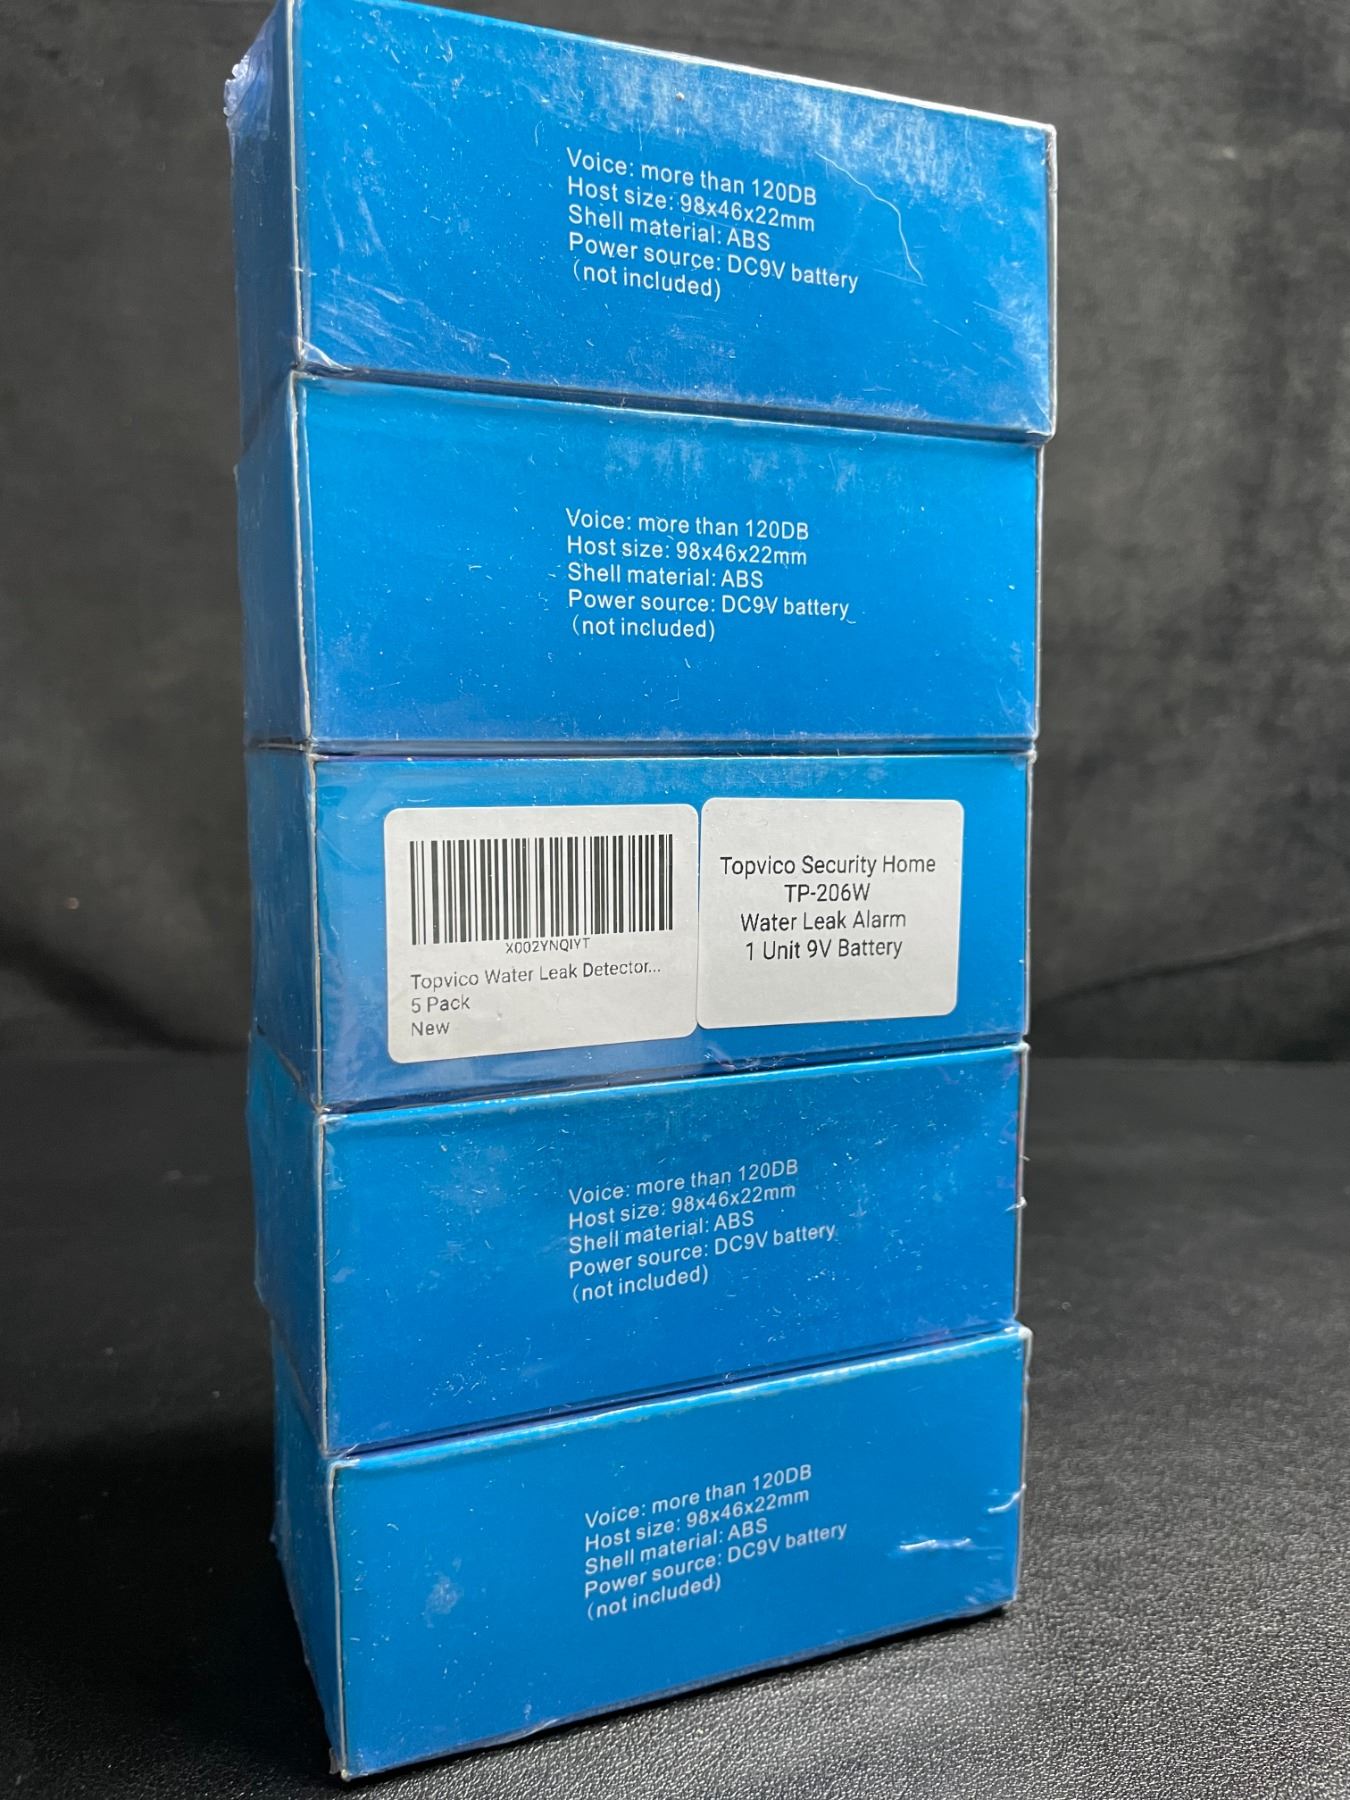 Voice: more than 120DB
Host size: 98x46x22mm
Shell material: ABS
Power source: DC9V battery
(not included)
Voice: more than 120DB
Host size: 98x46x22mm
Shell material: ABS
Power source: DC9V battery
(not included)
X002YNQIYT
Topvico Water Leak Detector...
5 Pack
New
Topvico Security Home
TP-206W
Water Leak Alarm
1 Unit 9V Battery
Voice: more than 120DB
Host size: 98x46x22mm
Shell material: ABS
Power source: DC9V battery
(not included)
Voice: more than 120DB
Host size: 98x46x22mm
Shell material: ABS
Power source: DC9V battery
(not included)